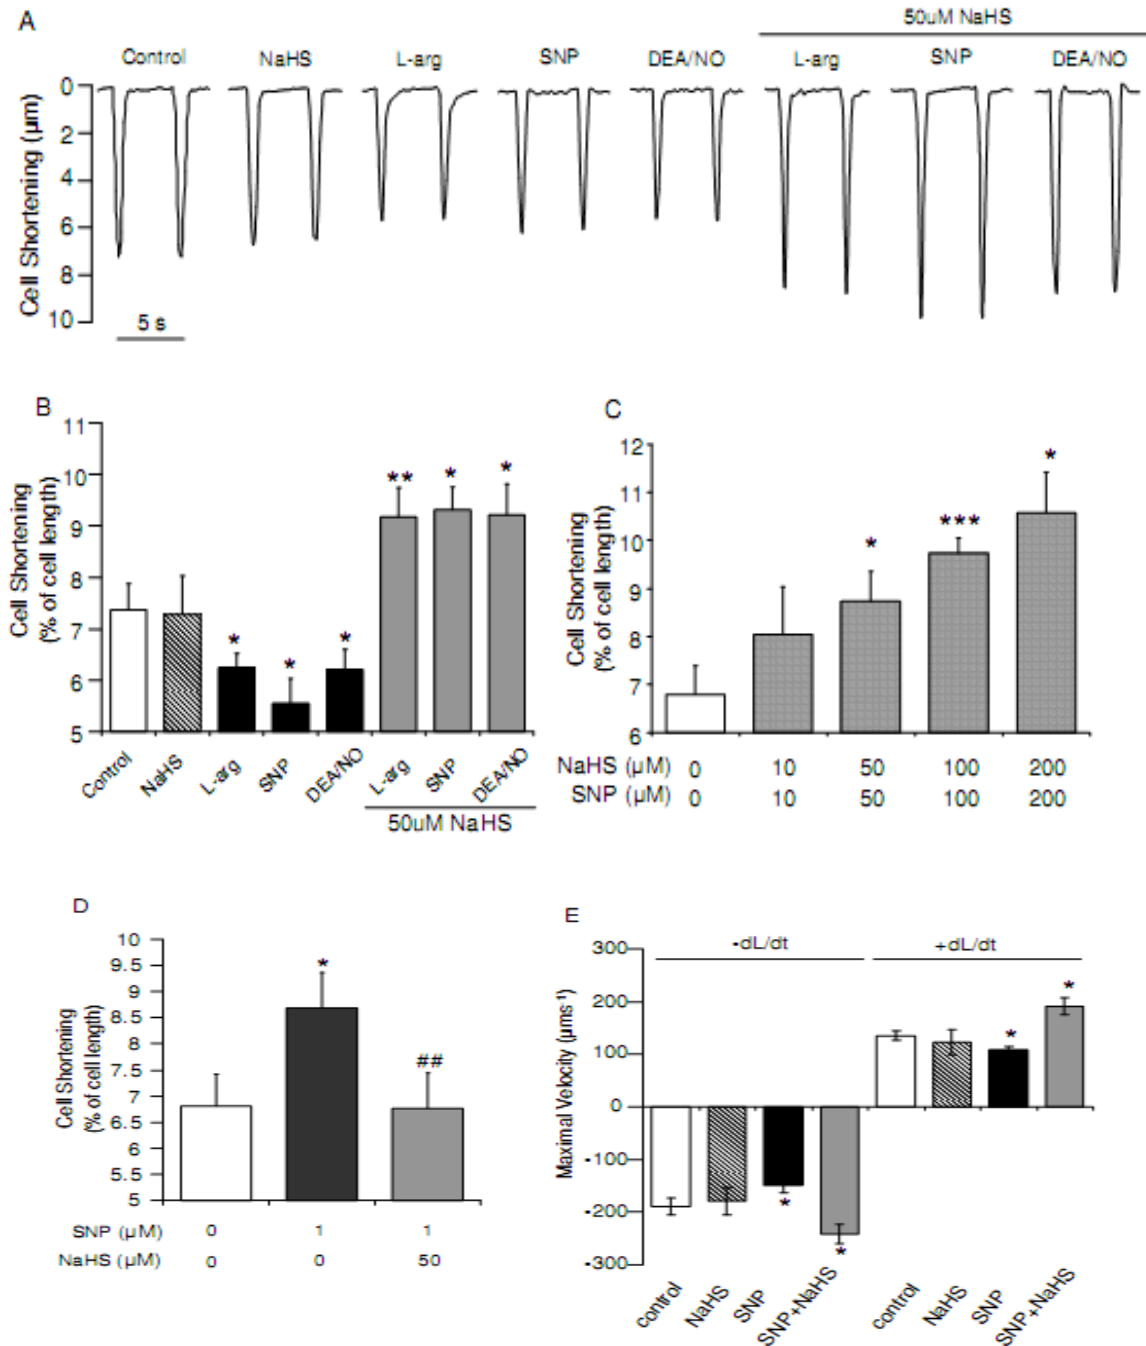 A
50uM NaHS
Control NaHS L-arg SNP DEA/NO L-arg SNP DEA/NO
Cell Shortening (µm)
0
2
4
6
8
10
5 s
B
Cell Shortening
(% of cell length)
11
10
9
8
7
6
5
** * *
* * *
Control NaHS L-arg SNP DEA/NO L-arg SNP DEA/NO
50uM NaHS
C
Cell Shortening
(% of cell length)
12
11
10
9
8
7
6
* *** *
NaHS (µM) 0 10 50 100 200
SNP (µM) 0 10 50 100 200
D
Cell Shortening
(% of cell length)
10
9.5
9
8.5
8
7.5
7
6.5
6
5.5
5
* ##
SNP (µM) 0 1 1
NaHS (µM) 0 0 50
E
Maximal Velocity (µms⁻¹)
300
200
100
0
-100
-200
-300
-dL/dt +dL/dt
* *
* *
control NaHS SNP SNP+NaHS control NaHS SNP SNP+NaHS